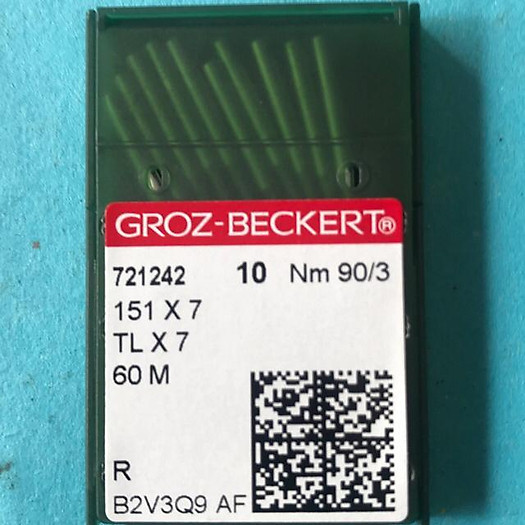 GROZ-BECKERT®
721242 10 Nm 90/3
151 X 7
TL X 7
60 M
R
B2V3Q9 AF